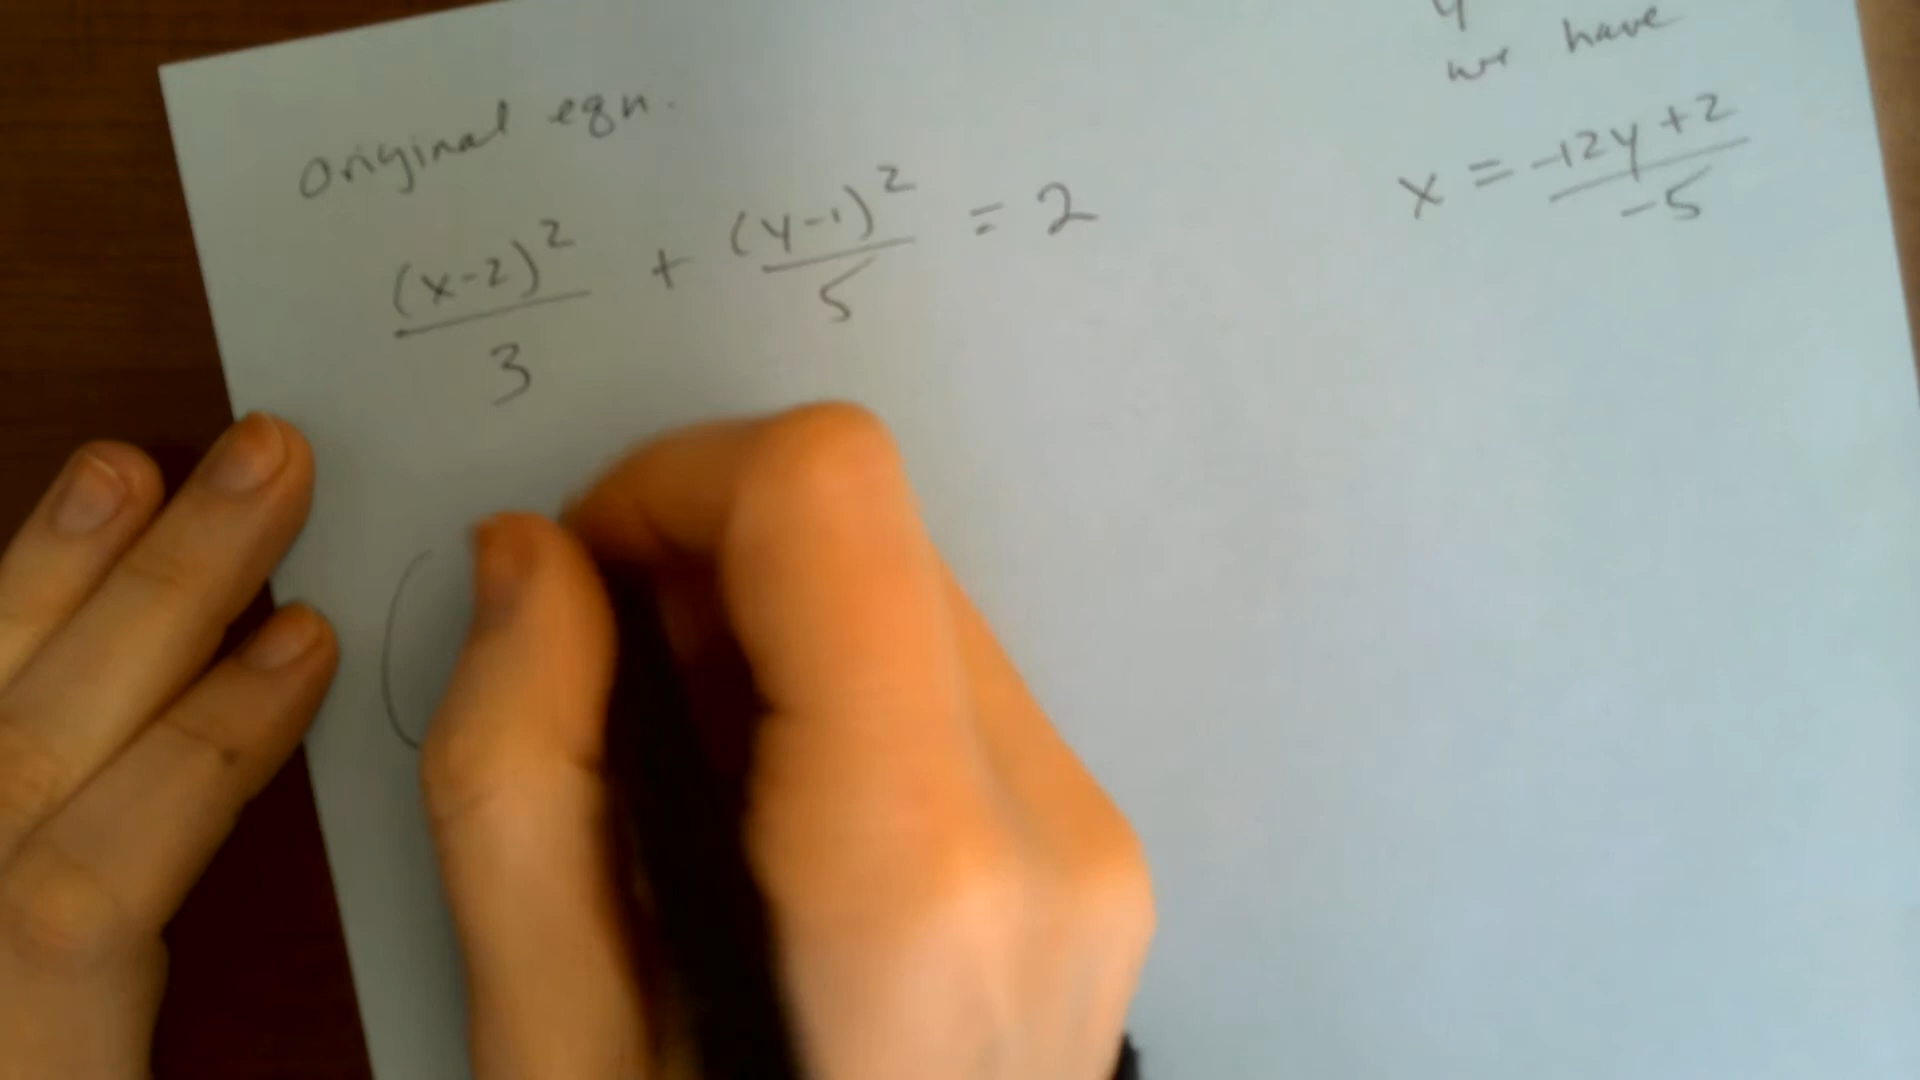 Original eqn.
(x-2)²/3 + (y-1)²/5 = 2
(
we have
x = -12y+2/-5